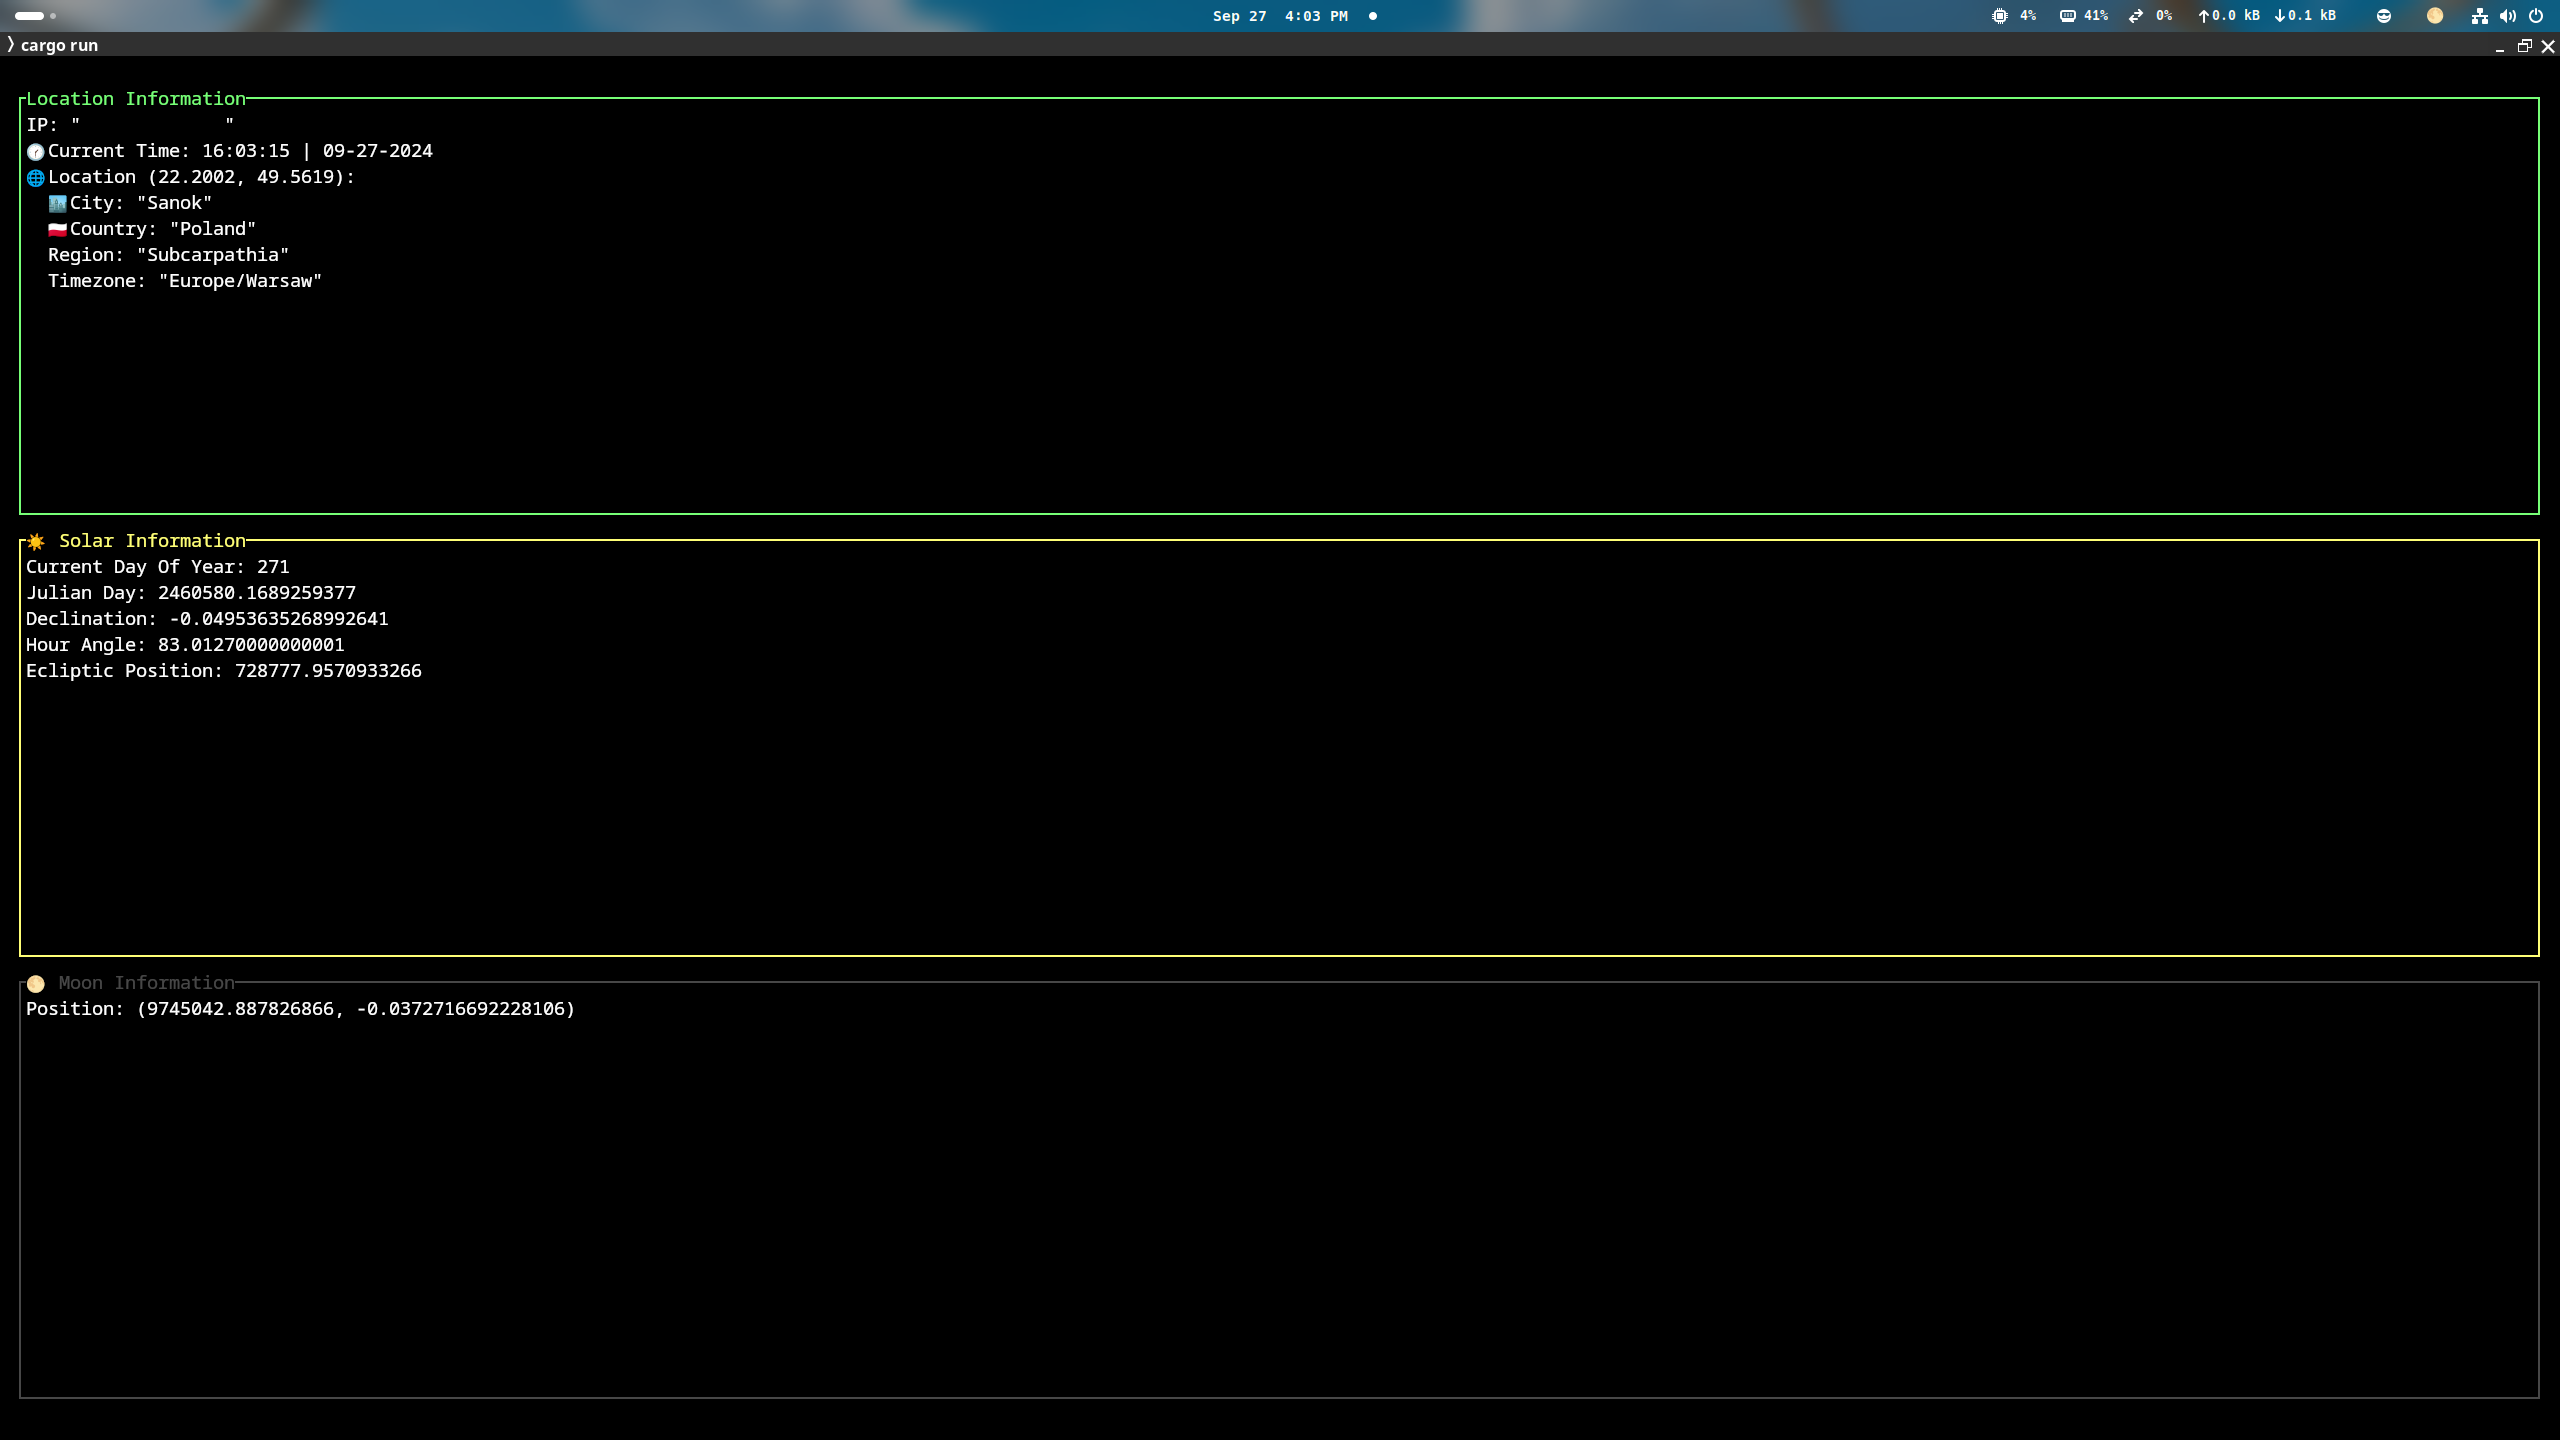 Sep 27 4:03 PM
4% 41% 0% ↑0.0 kB ↓0.1 kB
❭ cargo run
Location Information
IP: " "
Current Time: 16:03:15 | 09-27-2024
Location (22.2002, 49.5619):
City: "Sanok"
Country: "Poland"
Region: "Subcarpathia"
Timezone: "Europe/Warsaw"
Solar Information
Current Day Of Year: 271
Julian Day: 2460580.1689259377
Declination: -0.04953635268992641
Hour Angle: 83.01270000000001
Ecliptic Position: 728777.9570933266
Moon Information
Position: (9745042.887826866, -0.0372716692228106)